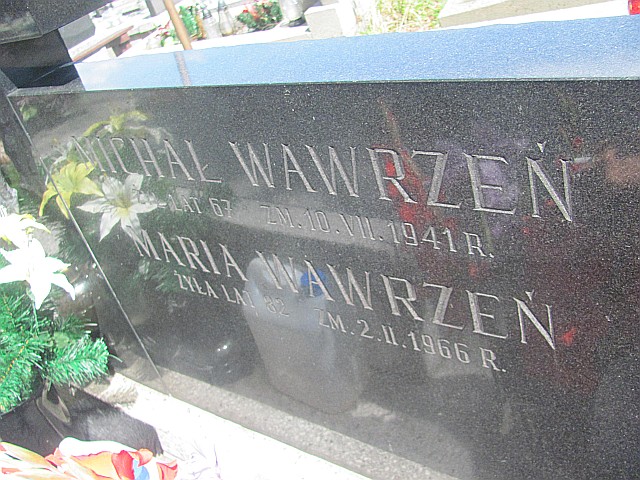 MICHAŁ WAWRZEŃ
LAT 67 ZM. 10. VII. 1941 R.
MARIA WAWRZEŃ
ŻYŁA LAT 82 ZM. 2. II. 1966 R.